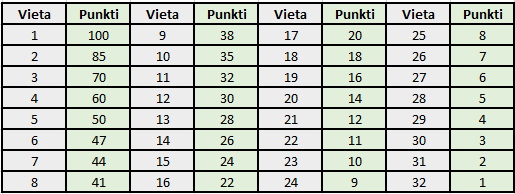 Vieta Punkti Vieta Punkti Vieta Punkti Vieta Punkti
1 100 9 38 17 20 25 8
2 85 10 35 18 18 26 7
3 70 11 32 19 16 27 6
4 60 12 30 20 14 28 5
5 50 13 28 21 12 29 4
6 47 14 26 22 11 30 3
7 44 15 24 23 10 31 2
8 41 16 22 24 9 32 1